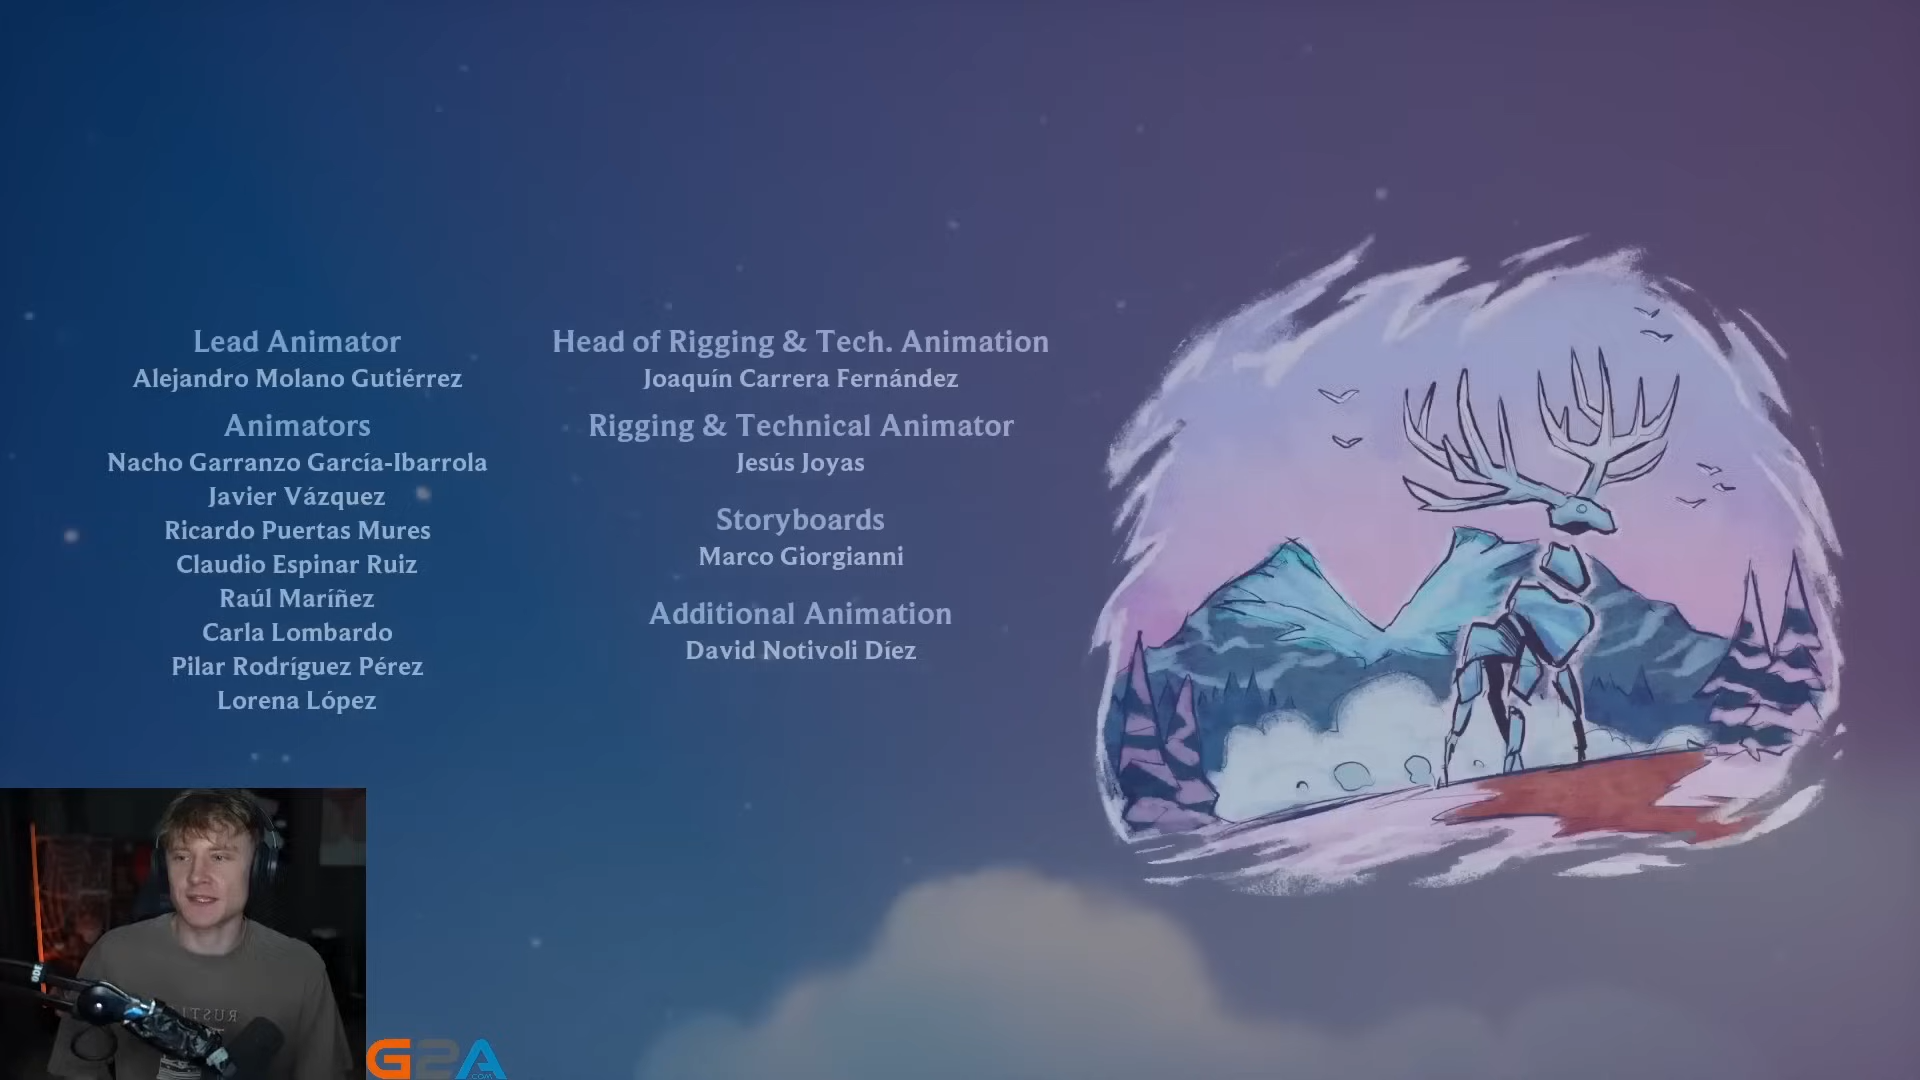 Lead Animator
Alejandro Molano Gutiérrez
Animators
Nacho Garranzo García-Ibarrola
Javier Vázquez
Ricardo Puertas Mures
Claudio Espinar Ruiz
Raúl Maríñez
Carla Lombardo
Pilar Rodríguez Pérez
Lorena López
Head of Rigging & Tech. Animation
Joaquín Carrera Fernández
Rigging & Technical Animator
Jesús Joyas
Storyboards
Marco Giorgianni
Additional Animation
David Notivoli Díez
G2A
.COM